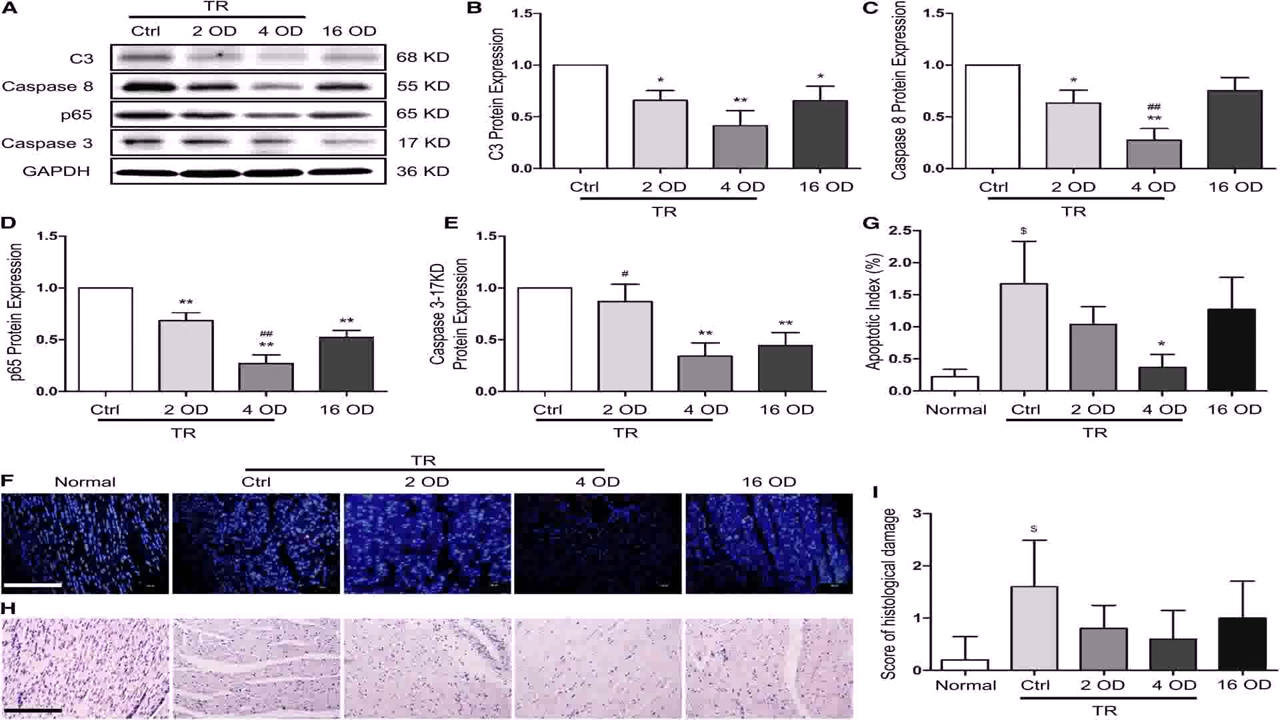 A
TR
Ctrl 2 OD 4 OD 16 OD
C3 68 KD
Caspase 8 55 KD
p65 65 KD
Caspase 3 17 KD
GAPDH 36 KD
B
C3 Protein Expression
1.5
1.0
0.5
0.0
*
**
*
Ctrl 2 OD 4 OD 16 OD
TR
C
Caspase 8 Protein Expression
1.5
1.0
0.5
0.0
*
##
**
Ctrl 2 OD 4 OD 16 OD
TR
D
p65 Protein Expression
1.5
1.0
0.5
0.0
**
##
**
**
Ctrl 2 OD 4 OD 16 OD
TR
E
Caspase 3-17KD
Protein Expression
1.5
1.0
0.5
0.0
#
**
**
Ctrl 2 OD 4 OD 16 OD
TR
G
Apoptotic Index (%)
2.5
2.0
1.5
1.0
0.5
0.0
$
*
Normal Ctrl 2 OD 4 OD 16 OD
TR
F
TR
Normal Ctrl 2 OD 4 OD 16 OD
H
I
Score of histological damage
3
2
1
0
$
Normal Ctrl 2 OD 4 OD 16 OD
TR